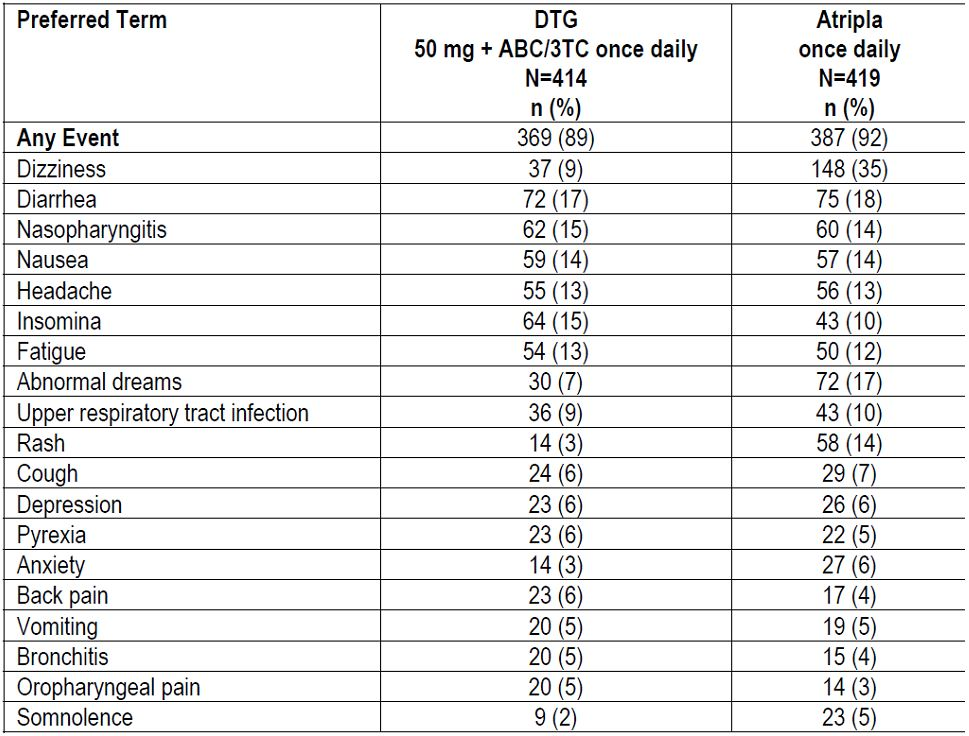 Preferred Term DTG Atripla
50 mg + ABC/3TC once daily once daily
N=414 N=419
n (%) n (%)
Any Event 369 (89) 387 (92)
Dizziness 37 (9) 148 (35)
Diarrhea 72 (17) 75 (18)
Nasopharyngitis 62 (15) 60 (14)
Nausea 59 (14) 57 (14)
Headache 55 (13) 56 (13)
Insomina 64 (15) 43 (10)
Fatigue 54 (13) 50 (12)
Abnormal dreams 30 (7) 72 (17)
Upper respiratory tract infection 36 (9) 43 (10)
Rash 14 (3) 58 (14)
Cough 24 (6) 29 (7)
Depression 23 (6) 26 (6)
Pyrexia 23 (6) 22 (5)
Anxiety 14 (3) 27 (6)
Back pain 23 (6) 17 (4)
Vomiting 20 (5) 19 (5)
Bronchitis 20 (5) 15 (4)
Oropharyngeal pain 20 (5) 14 (3)
Somnolence 9 (2) 23 (5)